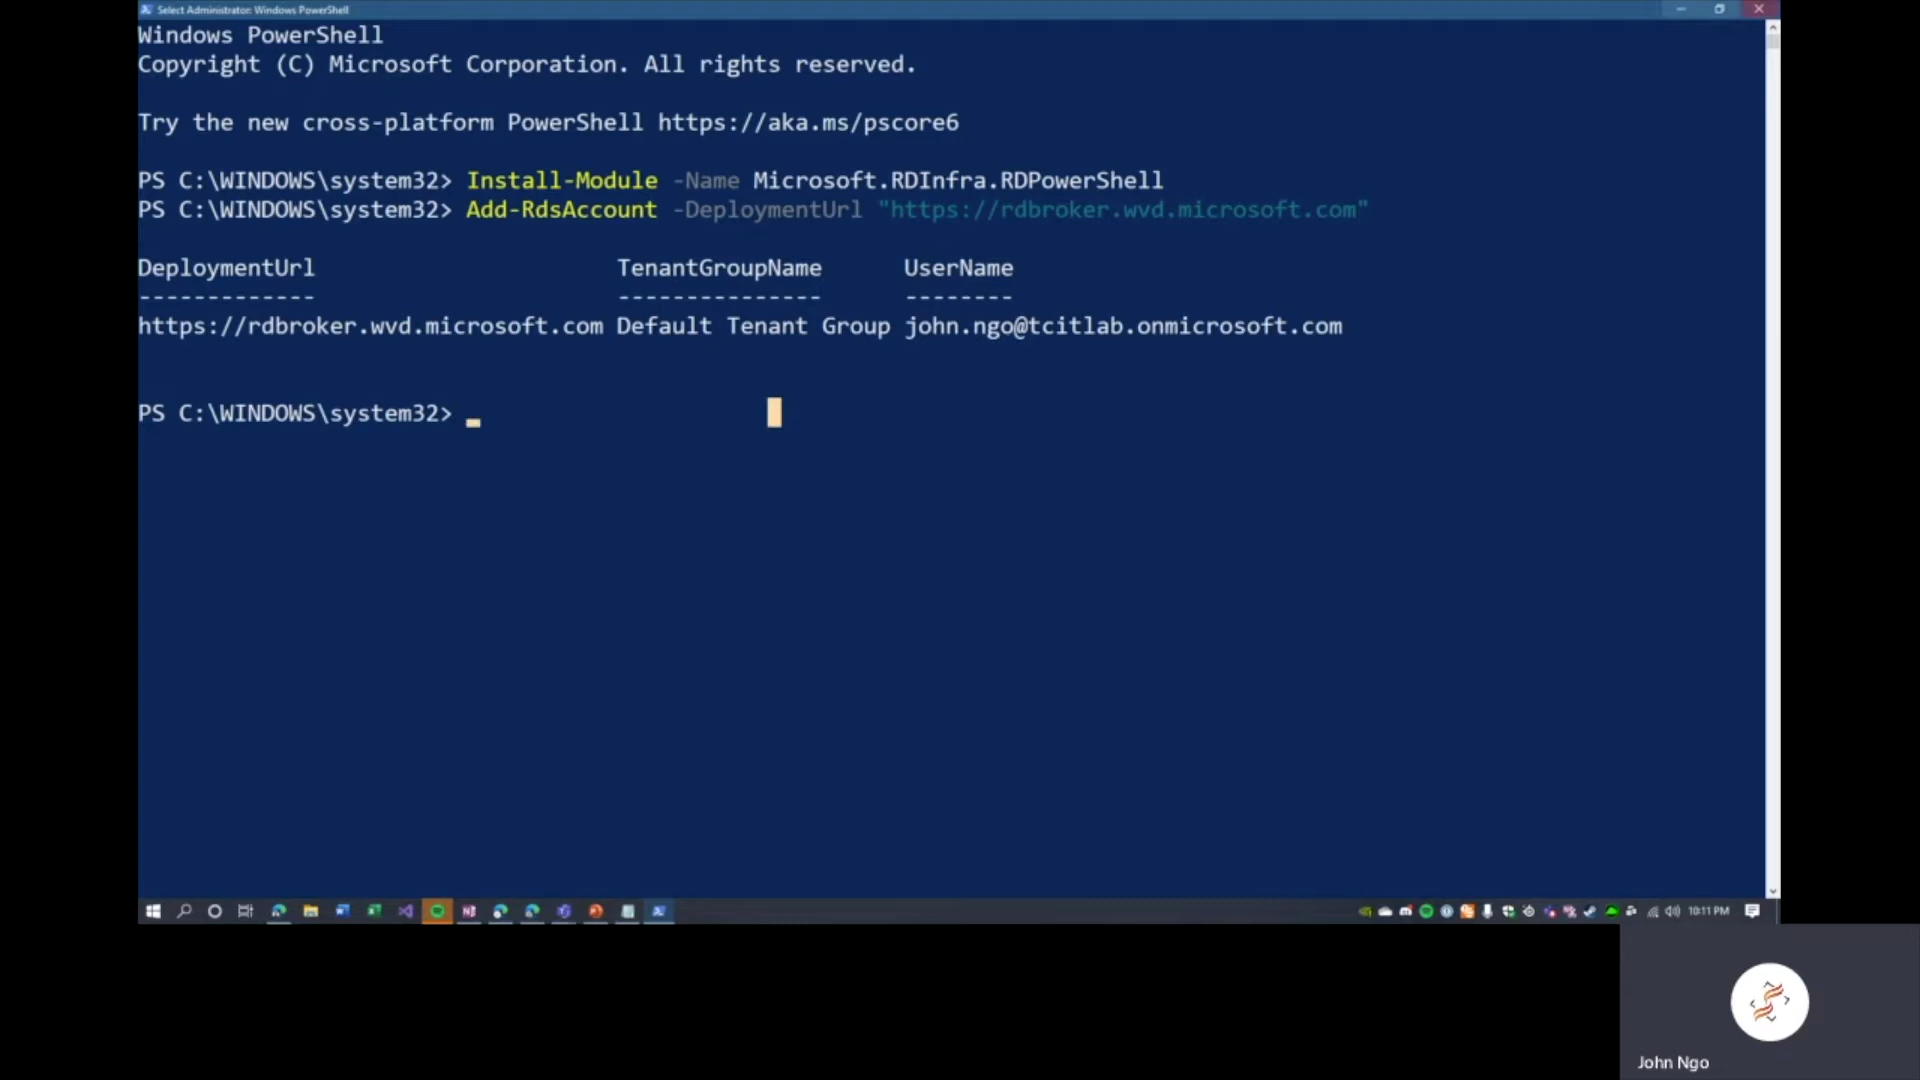 Select Administrator: Windows PowerShell
Windows PowerShell
Copyright (C) Microsoft Corporation. All rights reserved.
Try the new cross-platform PowerShell https://aka.ms/pscore6
PS C:\WINDOWS\system32> Install-Module -Name Microsoft.RDInfra.RDPowerShell
PS C:\WINDOWS\system32> Add-RdsAccount -DeploymentUrl "https://rdbroker.wvd.microsoft.com"
DeploymentUrl TenantGroupName UserName
------------- --------------- --------
https://rdbroker.wvd.microsoft.com Default Tenant Group john.ngo@tcitlab.onmicrosoft.com
PS C:\WINDOWS\system32>
10:11 PM
John Ngo